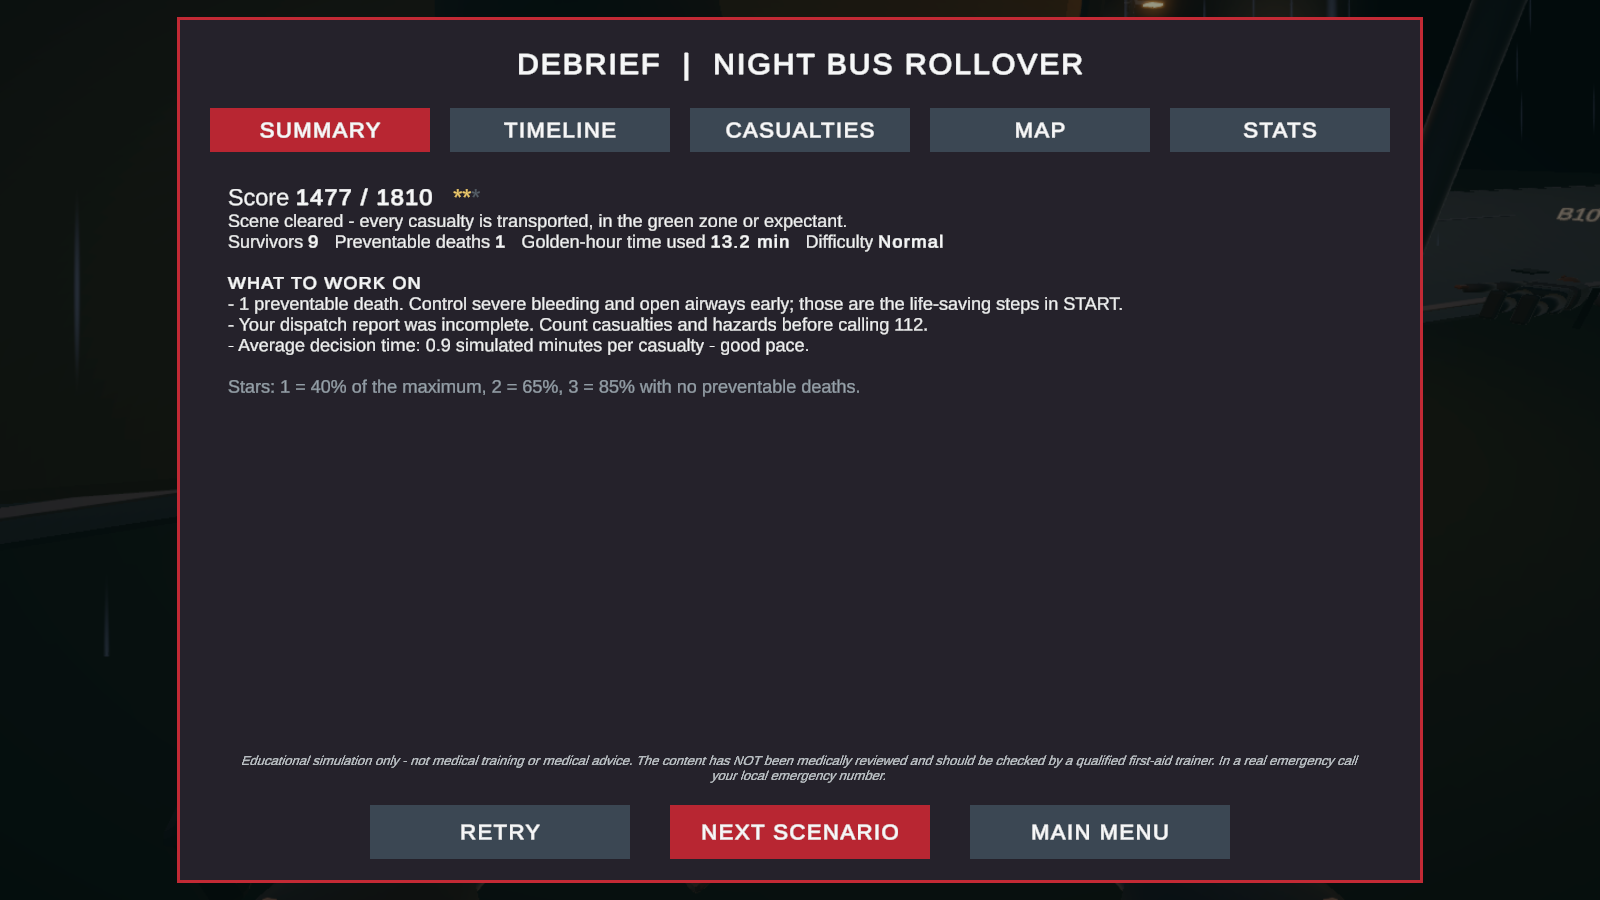 DEBRIEF | NIGHT BUS ROLLOVER
SUMMARY
TIMELINE
CASUALTIES
MAP
STATS
Score 1477 / 1810 ***
Scene cleared - every casualty is transported, in the green zone or expectant.
Survivors 9 Preventable deaths 1 Golden-hour time used 13.2 min Difficulty Normal
WHAT TO WORK ON
- 1 preventable death. Control severe bleeding and open airways early; those are the life-saving steps in START.
- Your dispatch report was incomplete. Count casualties and hazards before calling 112.
- Average decision time: 0.9 simulated minutes per casualty - good pace.
Stars: 1 = 40% of the maximum, 2 = 65%, 3 = 85% with no preventable deaths.
Educational simulation only - not medical training or medical advice. The content has NOT been medically reviewed and should be checked by a qualified first-aid trainer. In a real emergency call
your local emergency number.
RETRY
NEXT SCENARIO
MAIN MENU